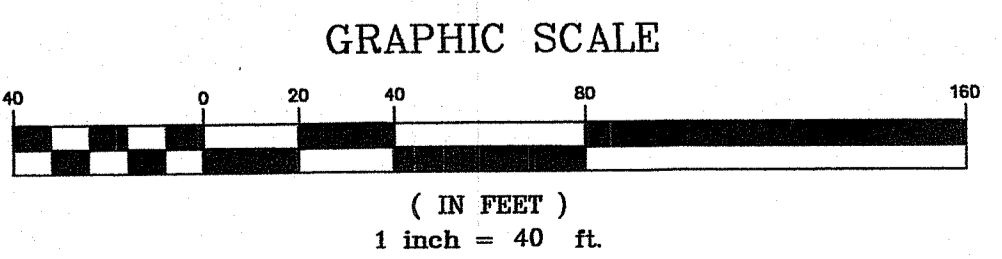 GRAPHIC SCALE
40 0 20 40 80 160
( IN FEET )
1 inch = 40 ft.